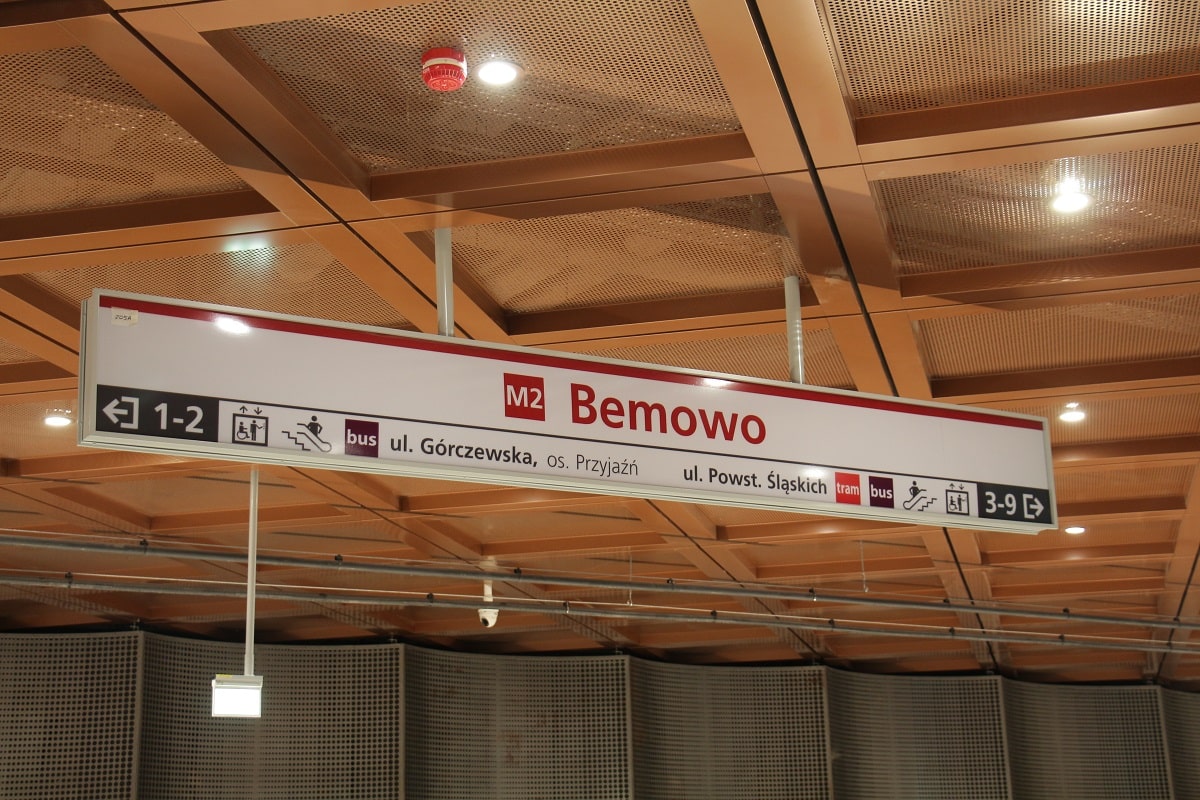 M2 Bemowo
1-2 bus ul. Górczewska, os. Przyjaźń ul. Powst. Śląskich tram bus 3-9